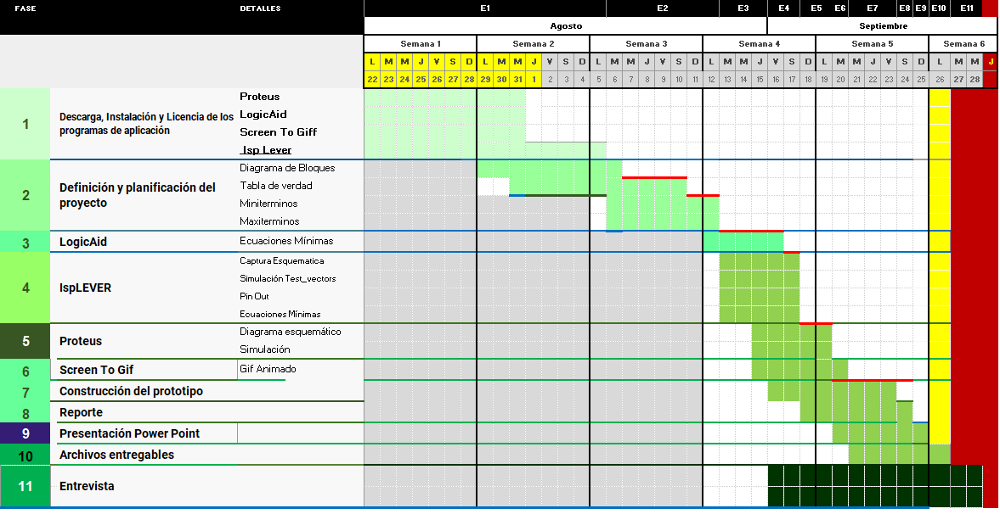 FASE DETALLES E1 E2 E3 E4 E5 E6 E7 E8 E9 E10 E11
Agosto Septiembre
Semana 1 Semana 2 Semana 3 Semana 4 Semana 5 Semana 6
L M M J V S D L M M J V S D L M M J V S D L M M J V S D L M M J V S D L M M J
22 23 24 25 26 27 28 29 30 31 1 2 3 4 5 6 7 8 9 10 11 12 13 14 15 16 17 18 19 20 21 22 23 24 25 26 27 28
1
Descarga, Instalación y Licencia de los
programas de aplicación
Proteus
LogicAid
Screen To Giff
Isp Lever
2
Definición y planificación del
proyecto
Diagrama de Bloques
Tabla de verdad
Miniterminos
Maxiterminos
3 LogicAid Ecuaciones Mínimas
4 IspLEVER
Captura Esquematica
Simulación Test_vectors
Pin Out
Ecuaciones Mínimas
5 Proteus
Diagrama esquemático
Simulación
6 Screen To Gif Gif Animado
7 Construcción del prototipo
8 Reporte
9 Presentación Power Point
10 Archivos entregables
11 Entrevista